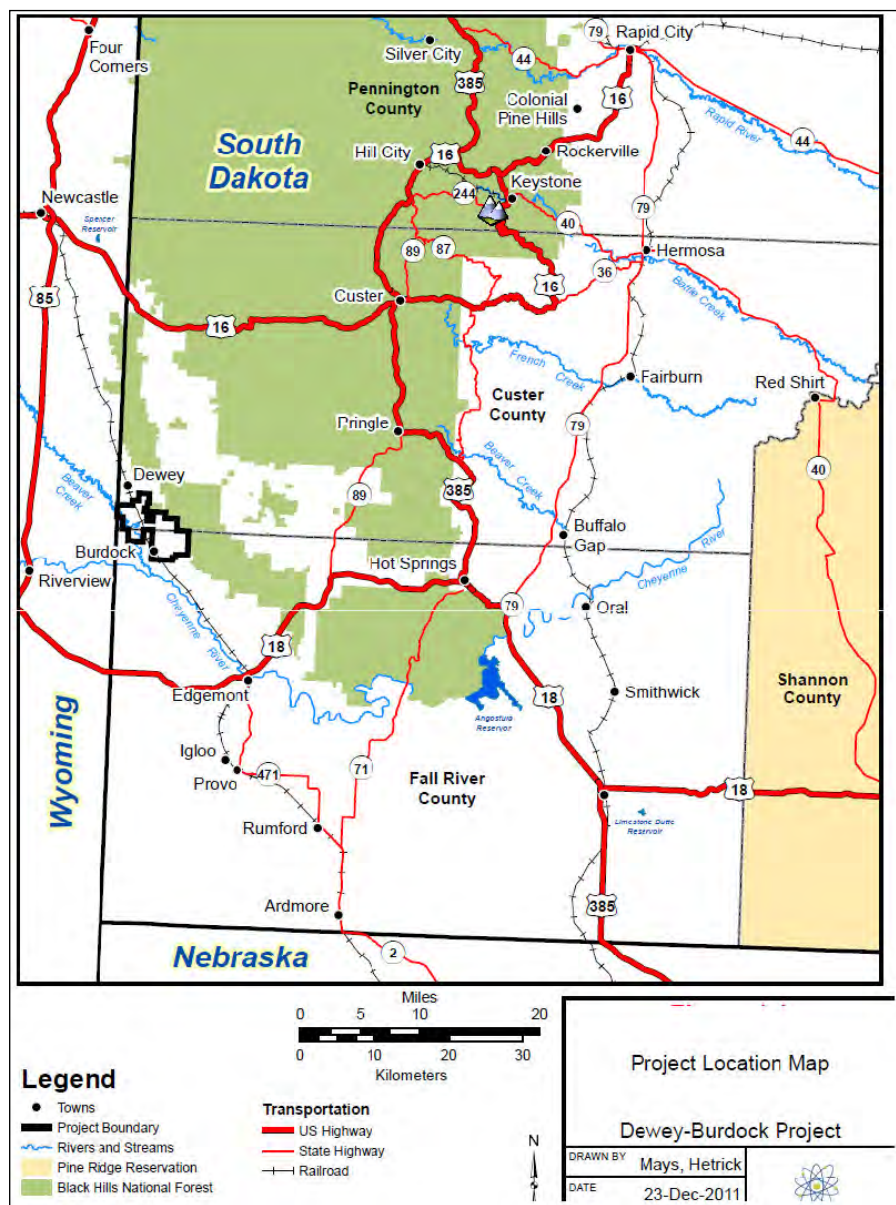 Four
Corners
79
Rapid City
Silver City
44
Pennington
County
385
Colonial
Pine Hills
16
Rapid River
44
South
Dakota
16
Hill City
Rockerville
Newcastle
Spencer
Reservoir
244
Keystone
40
79
Hermosa
89
87
36
85
Custer
16
16
Battle Creek
French
Creek
Fairburn
Red Shirt
Custer
County
Pringle
79
40
Dewey
Beaver
Creek
89
385
Beaver
Creek
Buffalo
Gap
Burdock
Hot Springs
Riverview
Cheyenne
River
79
Oral
Cheyenne
River
18
Edgemont
Shannon
County
Smithwick
18
Angostura
Reservoir
Igloo
Provo
471
71
Fall River
County
18
Wyoming
Rumford
Reservoir
Ardmore
385
Nebraska
2
Miles
0 5 10 20
0 10 20 30
Kilometers
Legend
Towns
Project Boundary
Rivers and Streams
Pine Ridge Reservation
Black Hills National Forest
Transportation
US Highway
State Highway
Railroad
N
Project Location Map
Dewey-Burdock Project
DRAWN BY
Mays, Hetrick
DATE
23-Dec-2011